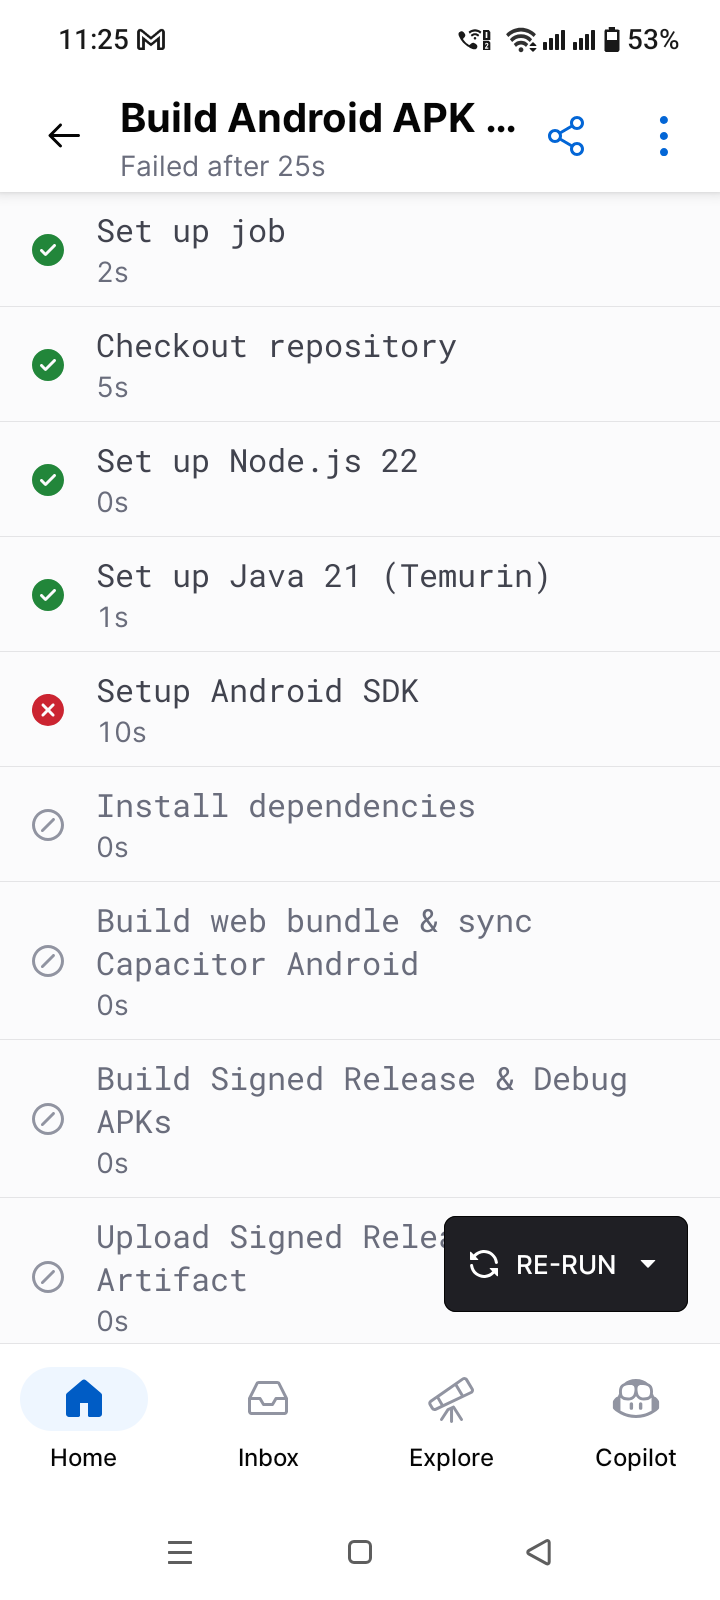 11:25
53%
Build Android APK ...
Failed after 25s
Set up job
2s
Checkout repository
5s
Set up Node.js 22
0s
Set up Java 21 (Temurin)
1s
Setup Android SDK
10s
Install dependencies
0s
Build web bundle & sync
Capacitor Android
0s
Build Signed Release & Debug
APKs
0s
Upload Signed
Artifact
0s
RE-RUN
Home
Inbox
Explore
Copilot